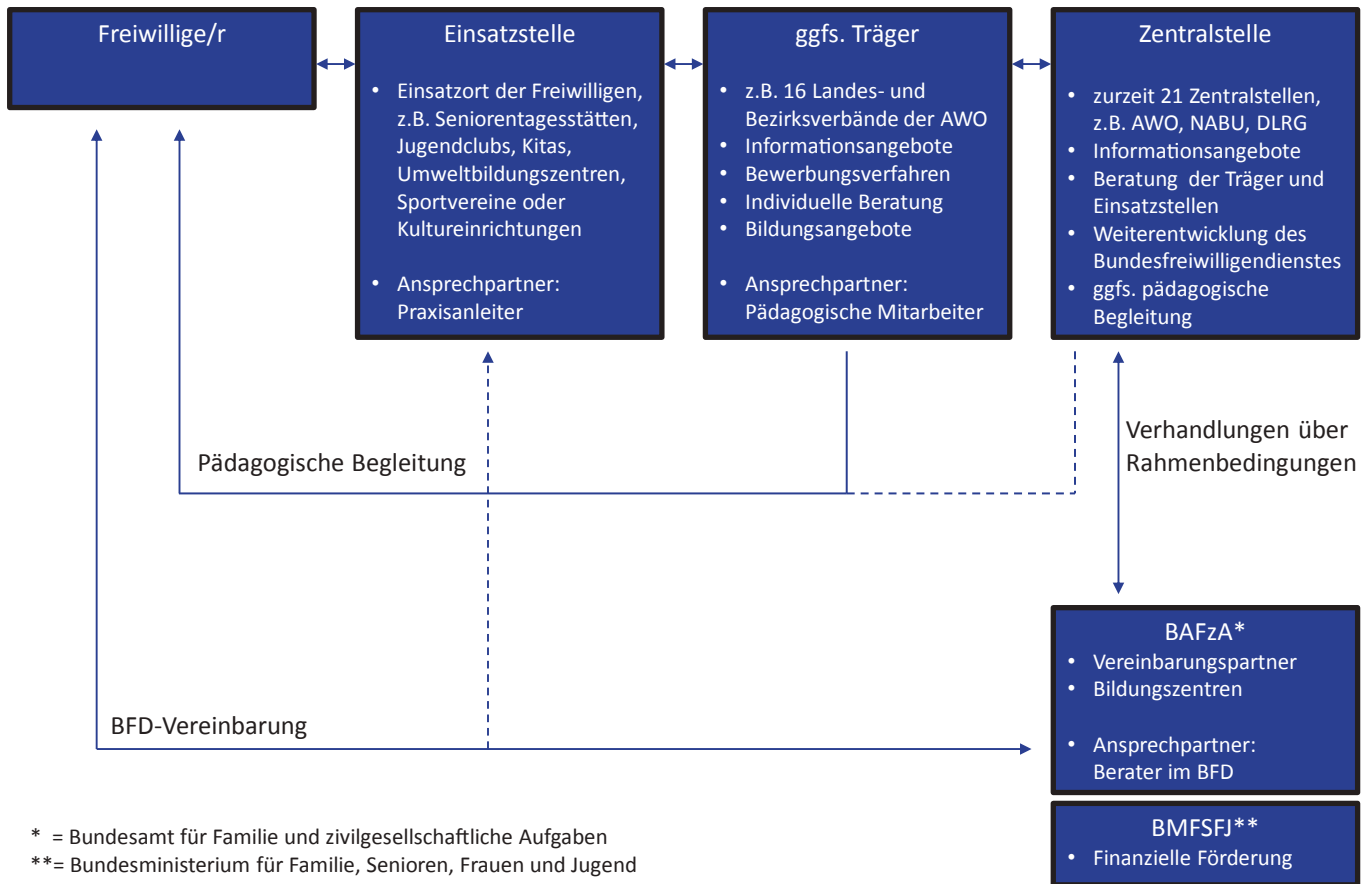 Freiwillige/r
Einsatzstelle
• Einsatzort der Freiwilligen,
z.B. Seniorentagesstätten,
Jugendclubs, Kitas,
Umweltbildungszentren,
Sportvereine oder
Kultureinrichtungen
• Ansprechpartner:
Praxisanleiter
ggfs. Träger
• z.B. 16 Landes- und
Bezirksverbände der AWO
• Informationsangebote
• Bewerbungsverfahren
• Individuelle Beratung
• Bildungsangebote
• Ansprechpartner:
Pädagogische Mitarbeiter
Zentralstelle
• zurzeit 21 Zentralstellen,
z.B. AWO, NABU, DLRG
• Informationsangebote
• Beratung der Träger und
Einsatzstellen
• Weiterentwicklung des
Bundesfreiwilligendienstes
• ggfs. pädagogische
Begleitung
Pädagogische Begleitung
Verhandlungen über
Rahmenbedingungen
BFD-Vereinbarung
BAFzA*
• Vereinbarungspartner
• Bildungszentren
• Ansprechpartner:
Berater im BFD
BMFSFJ**
• Finanzielle Förderung
* = Bundesamt für Familie und zivilgesellschaftliche Aufgaben
**= Bundesministerium für Familie, Senioren, Frauen und Jugend